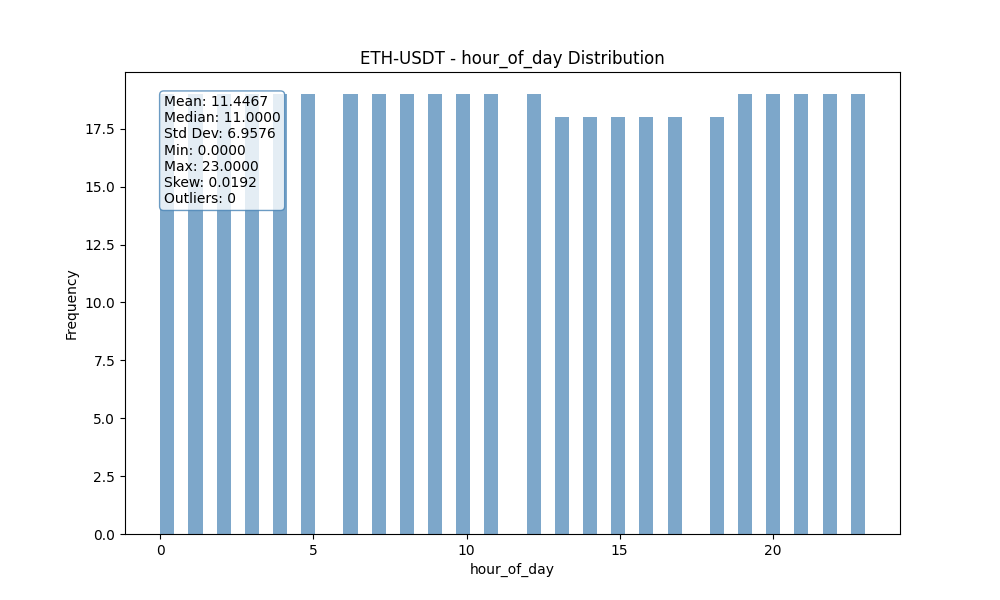 ETH-USDT - hour_of_day Distribution
Mean: 11.4467
Median: 11.0000
Std Dev: 6.9576
Min: 0.0000
Max: 23.0000
Skew: 0.0192
Outliers: 0
17.5
15.0
12.5
10.0
7.5
5.0
2.5
0.0
Frequency
0 5 10 15 20
hour_of_day